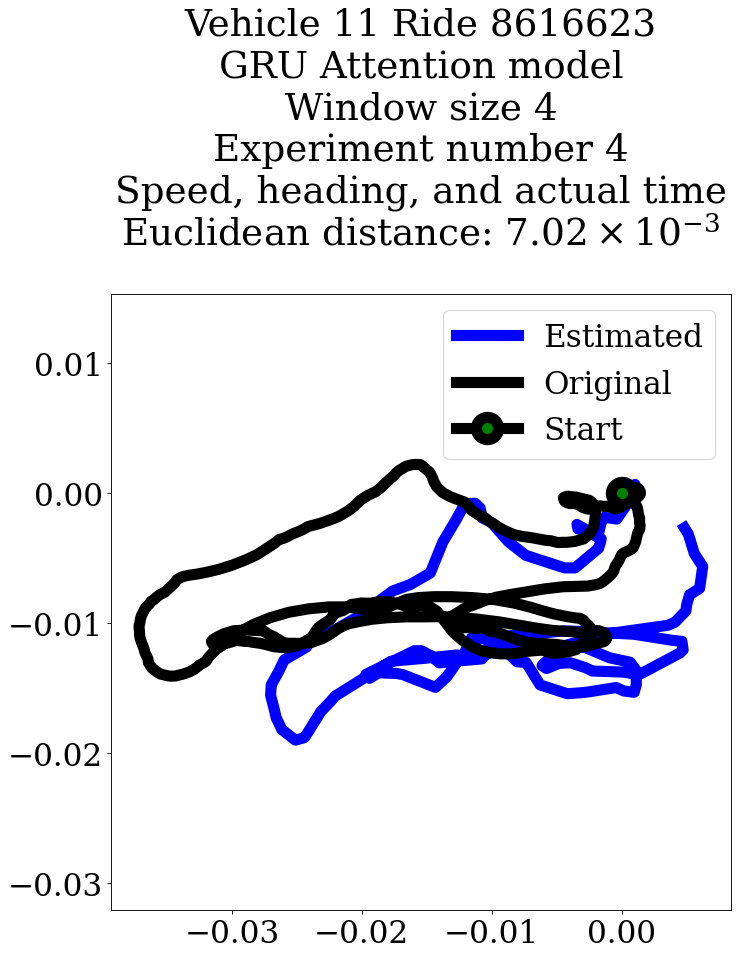 Vehicle 11 Ride 8616623
GRU Attention model
Window size 4
Experiment number 4
Speed, heading, and actual time
Euclidean distance: 7.02 × 10⁻³
Estimated
Original
Start
0.01
0.00
−0.01
−0.02
−0.03
−0.03 −0.02 −0.01 0.00